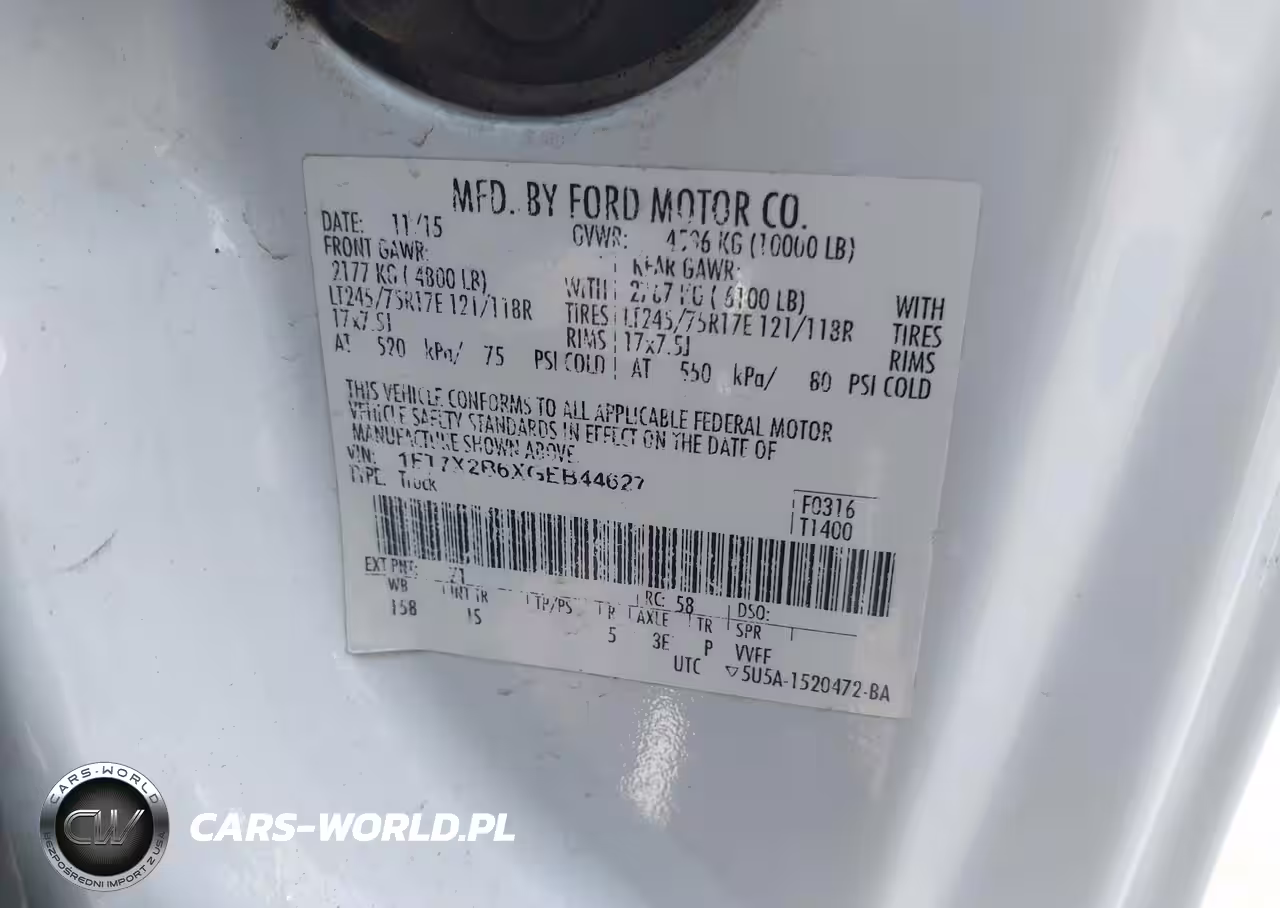 MFD. BY FORD MOTOR CO.
DATE: 11/15 GVWR: 4536 KG (10000 LB)
FRONT GAWR: REAR GAWR:
2177 KG ( 4800 LB) WITH 2767 KG ( 6100 LB) WITH
LT245/75R17E 121/118R TIRES LT245/75R17E 121/118R TIRES
17x7.5J RIMS 17x7.5J RIMS
AT 520 kPa/ 75 PSI COLD AT 550 kPa/ 80 PSI COLD
THIS VEHICLE CONFORMS TO ALL APPLICABLE FEDERAL MOTOR
VEHICLE SAFETY STANDARDS IN EFFECT ON THE DATE OF
MANUFACTURE SHOWN ABOVE.
VIN: 1FT7X2B6XGEB44627
TYPE: Truck
F0316
T1400
EXT PNT: Z1 RC: 58 DSO:
WB INT TR TP/PS R AXLE TR SPR
158 15 5 3E P VVFF
UTC ▽5U5A-1520472-BA
CARS-WORLD
CW
BEZPOŚREDNI IMPORT Z USA
CARS-WORLD.PL